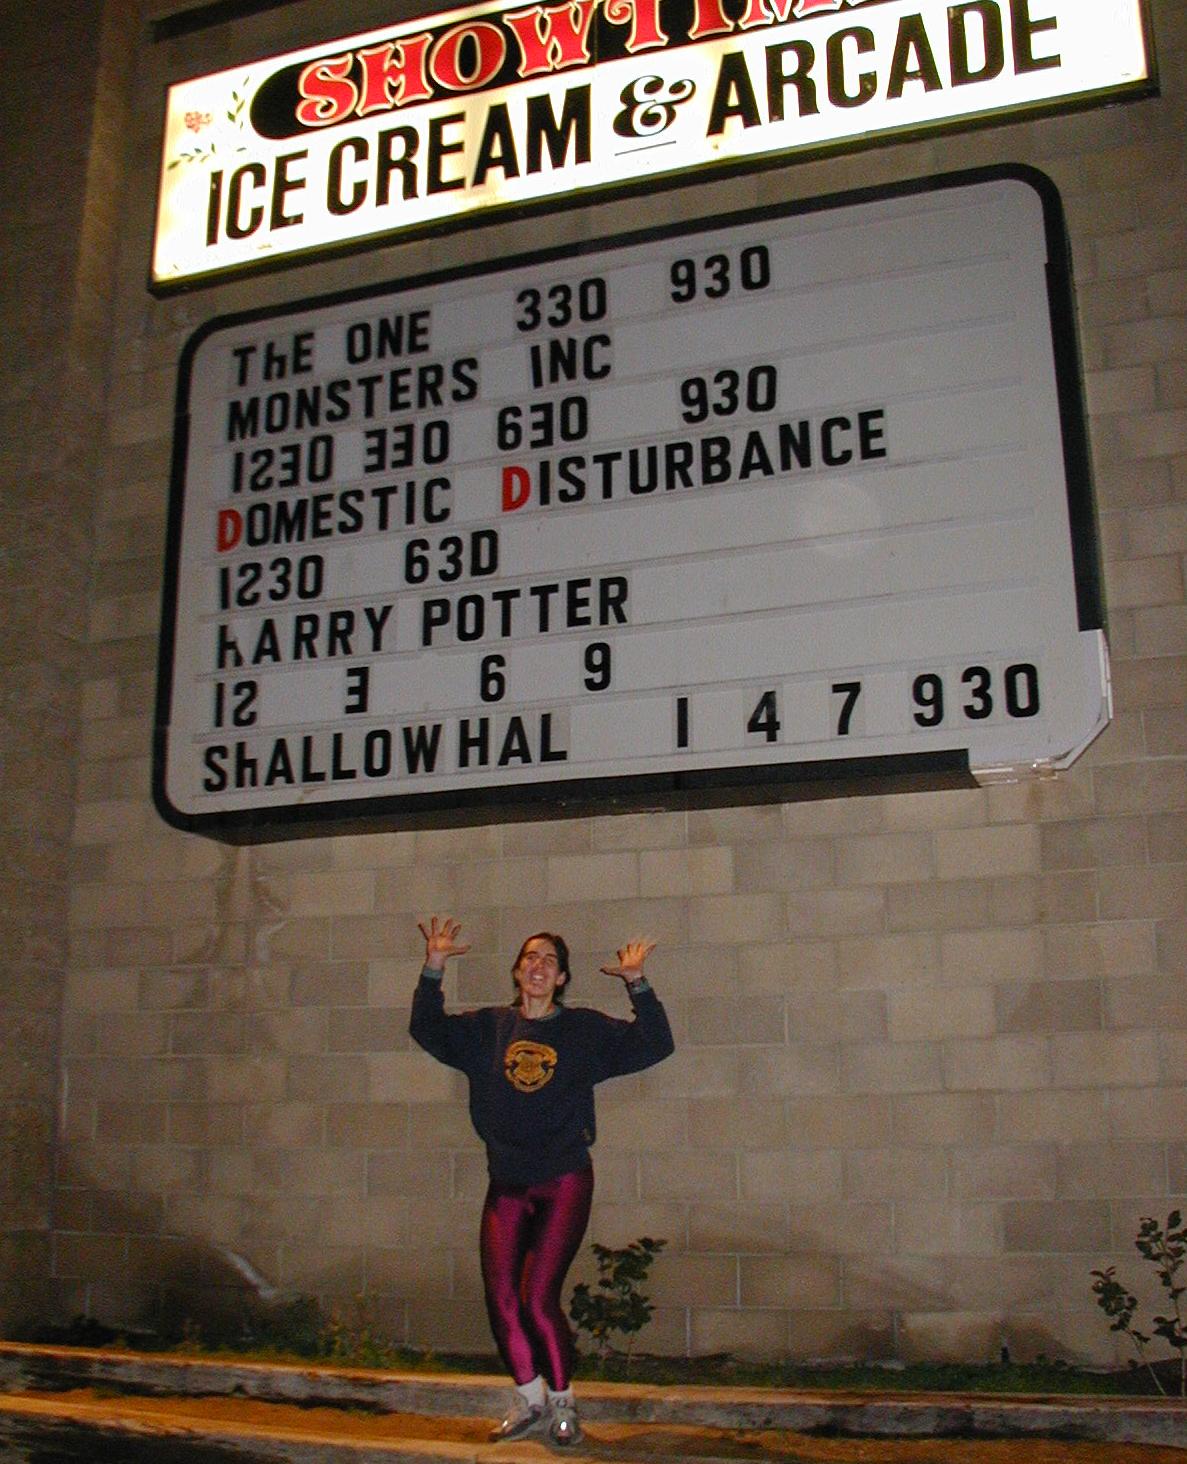 SHOWTIME
ICE CREAM & ARCADE
ThE ONE 330 930
MONSTERS INC
1230 330 630 930
DOMESTIC DISTURBANCE
1230 63D
hARRY POTTER
12 3 6 9
ShALLOW HAL 1 4 7 930